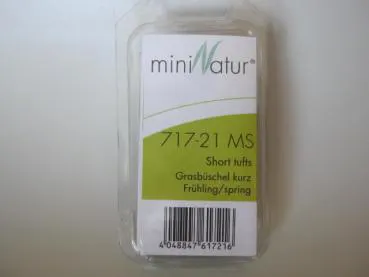 miniNatur®
717-21 MS
Short tufts
Grasbüschel kurz
Frühling/spring
4 048847 617216